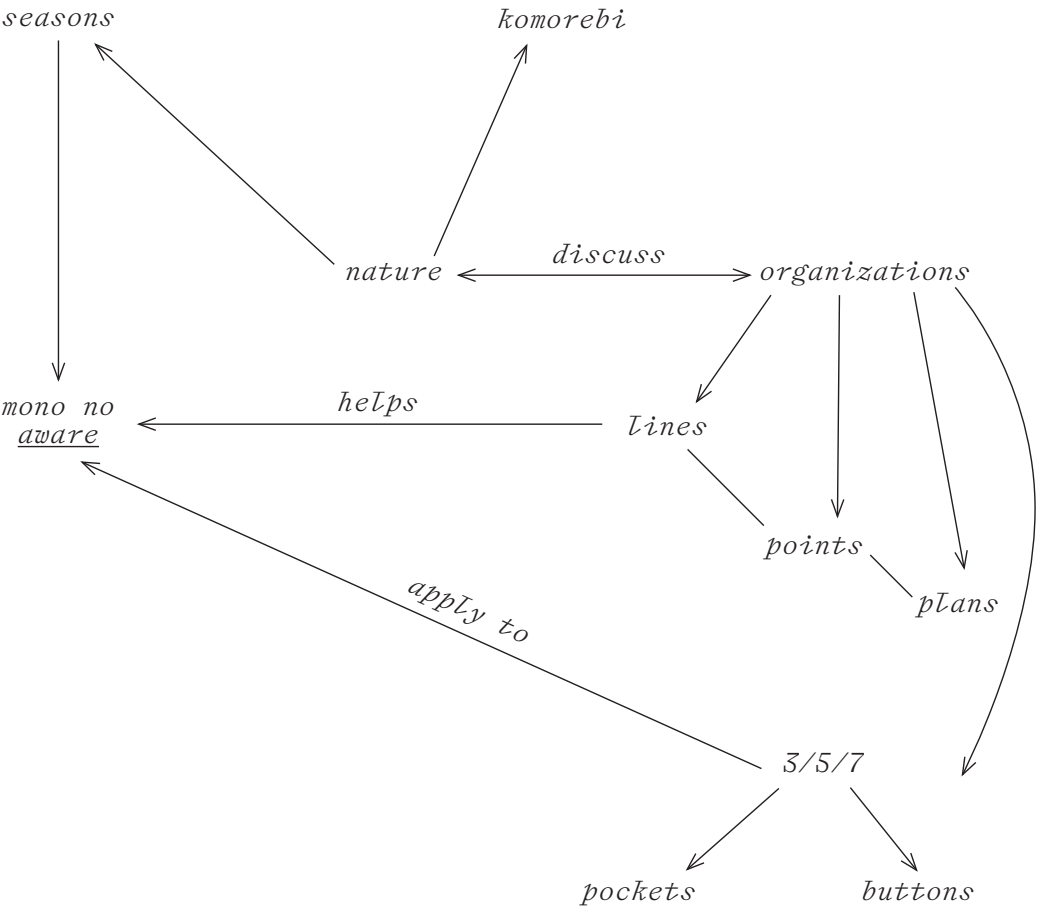 seasons
komorebi
discuss
nature
organizations
helps
mono no
aware
lines
points
apply to
plans
3/5/7
pockets
buttons